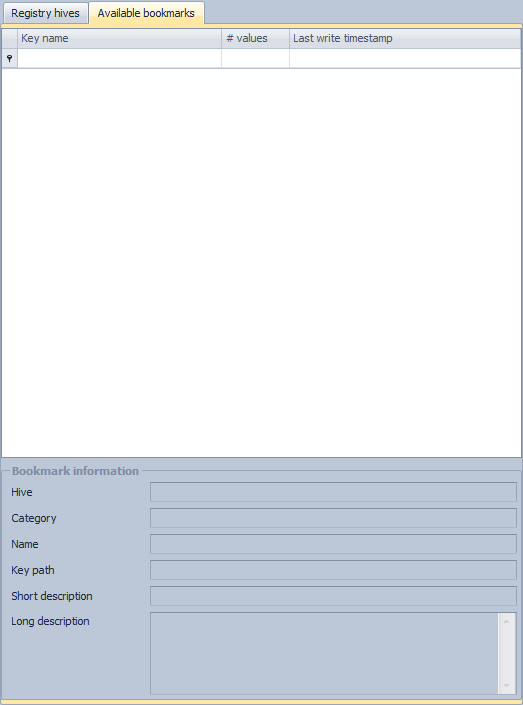 Registry hives Available bookmarks
Key name # values Last write timestamp
Bookmark information
Hive
Category
Name
Key path
Short description
Long description